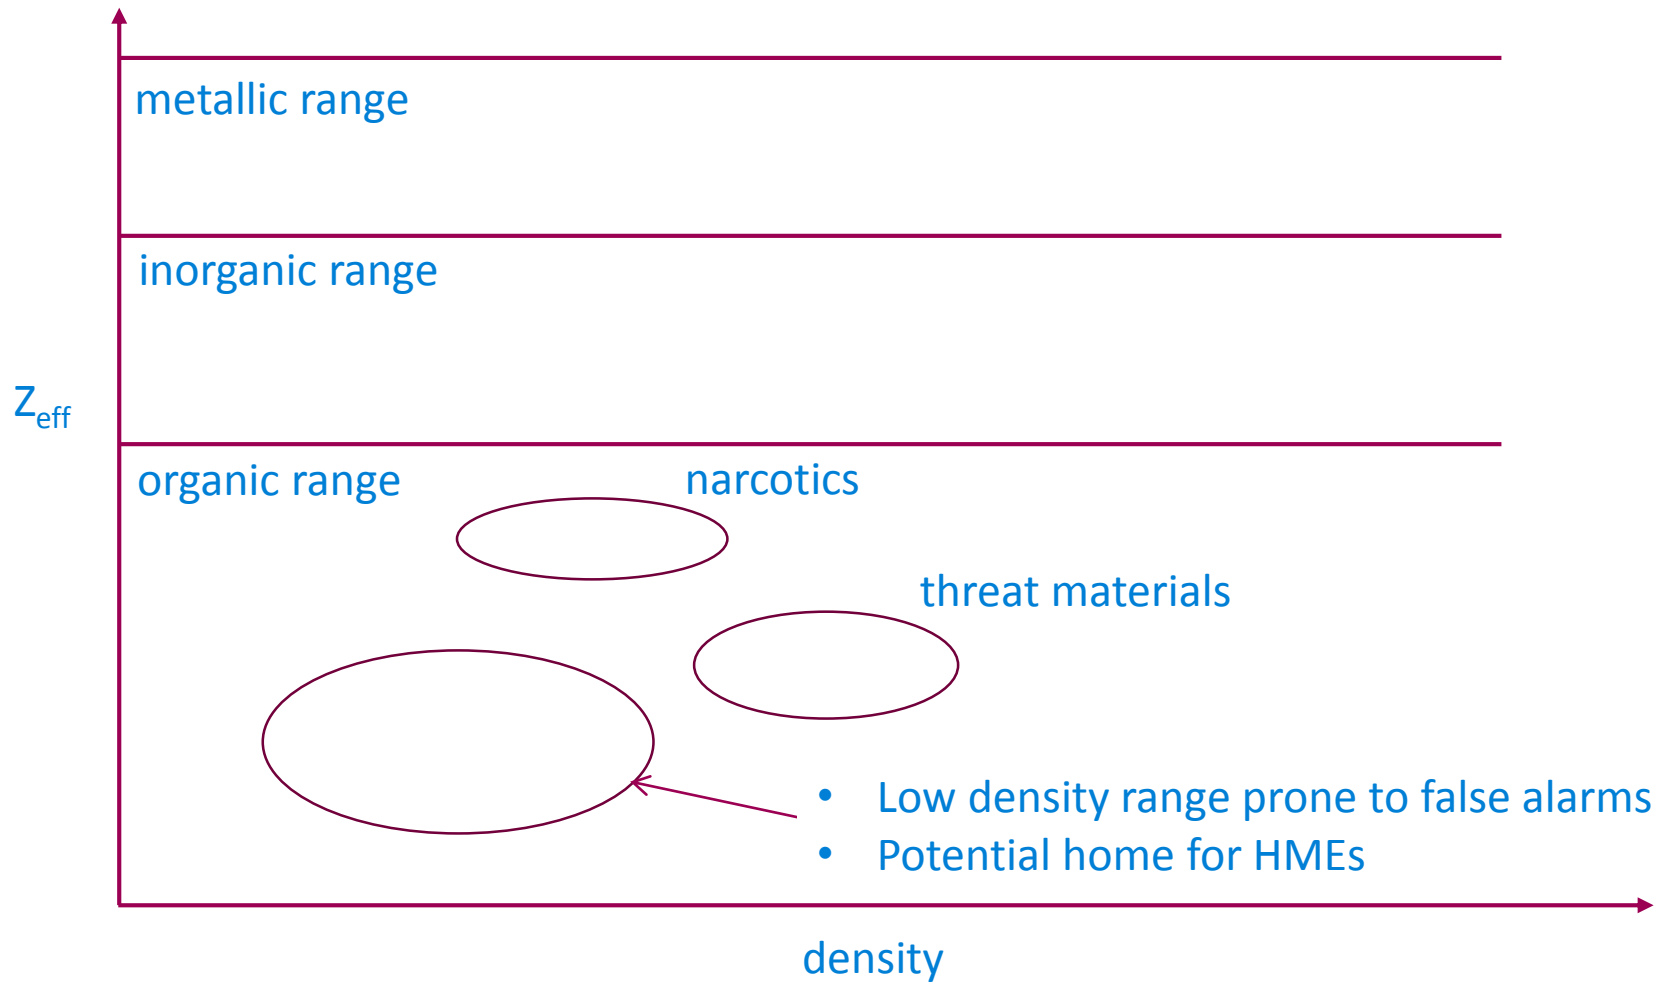 metallic range
inorganic range
Zeff
organic range
narcotics
threat materials
• Low density range prone to false alarms
• Potential home for HMEs
density